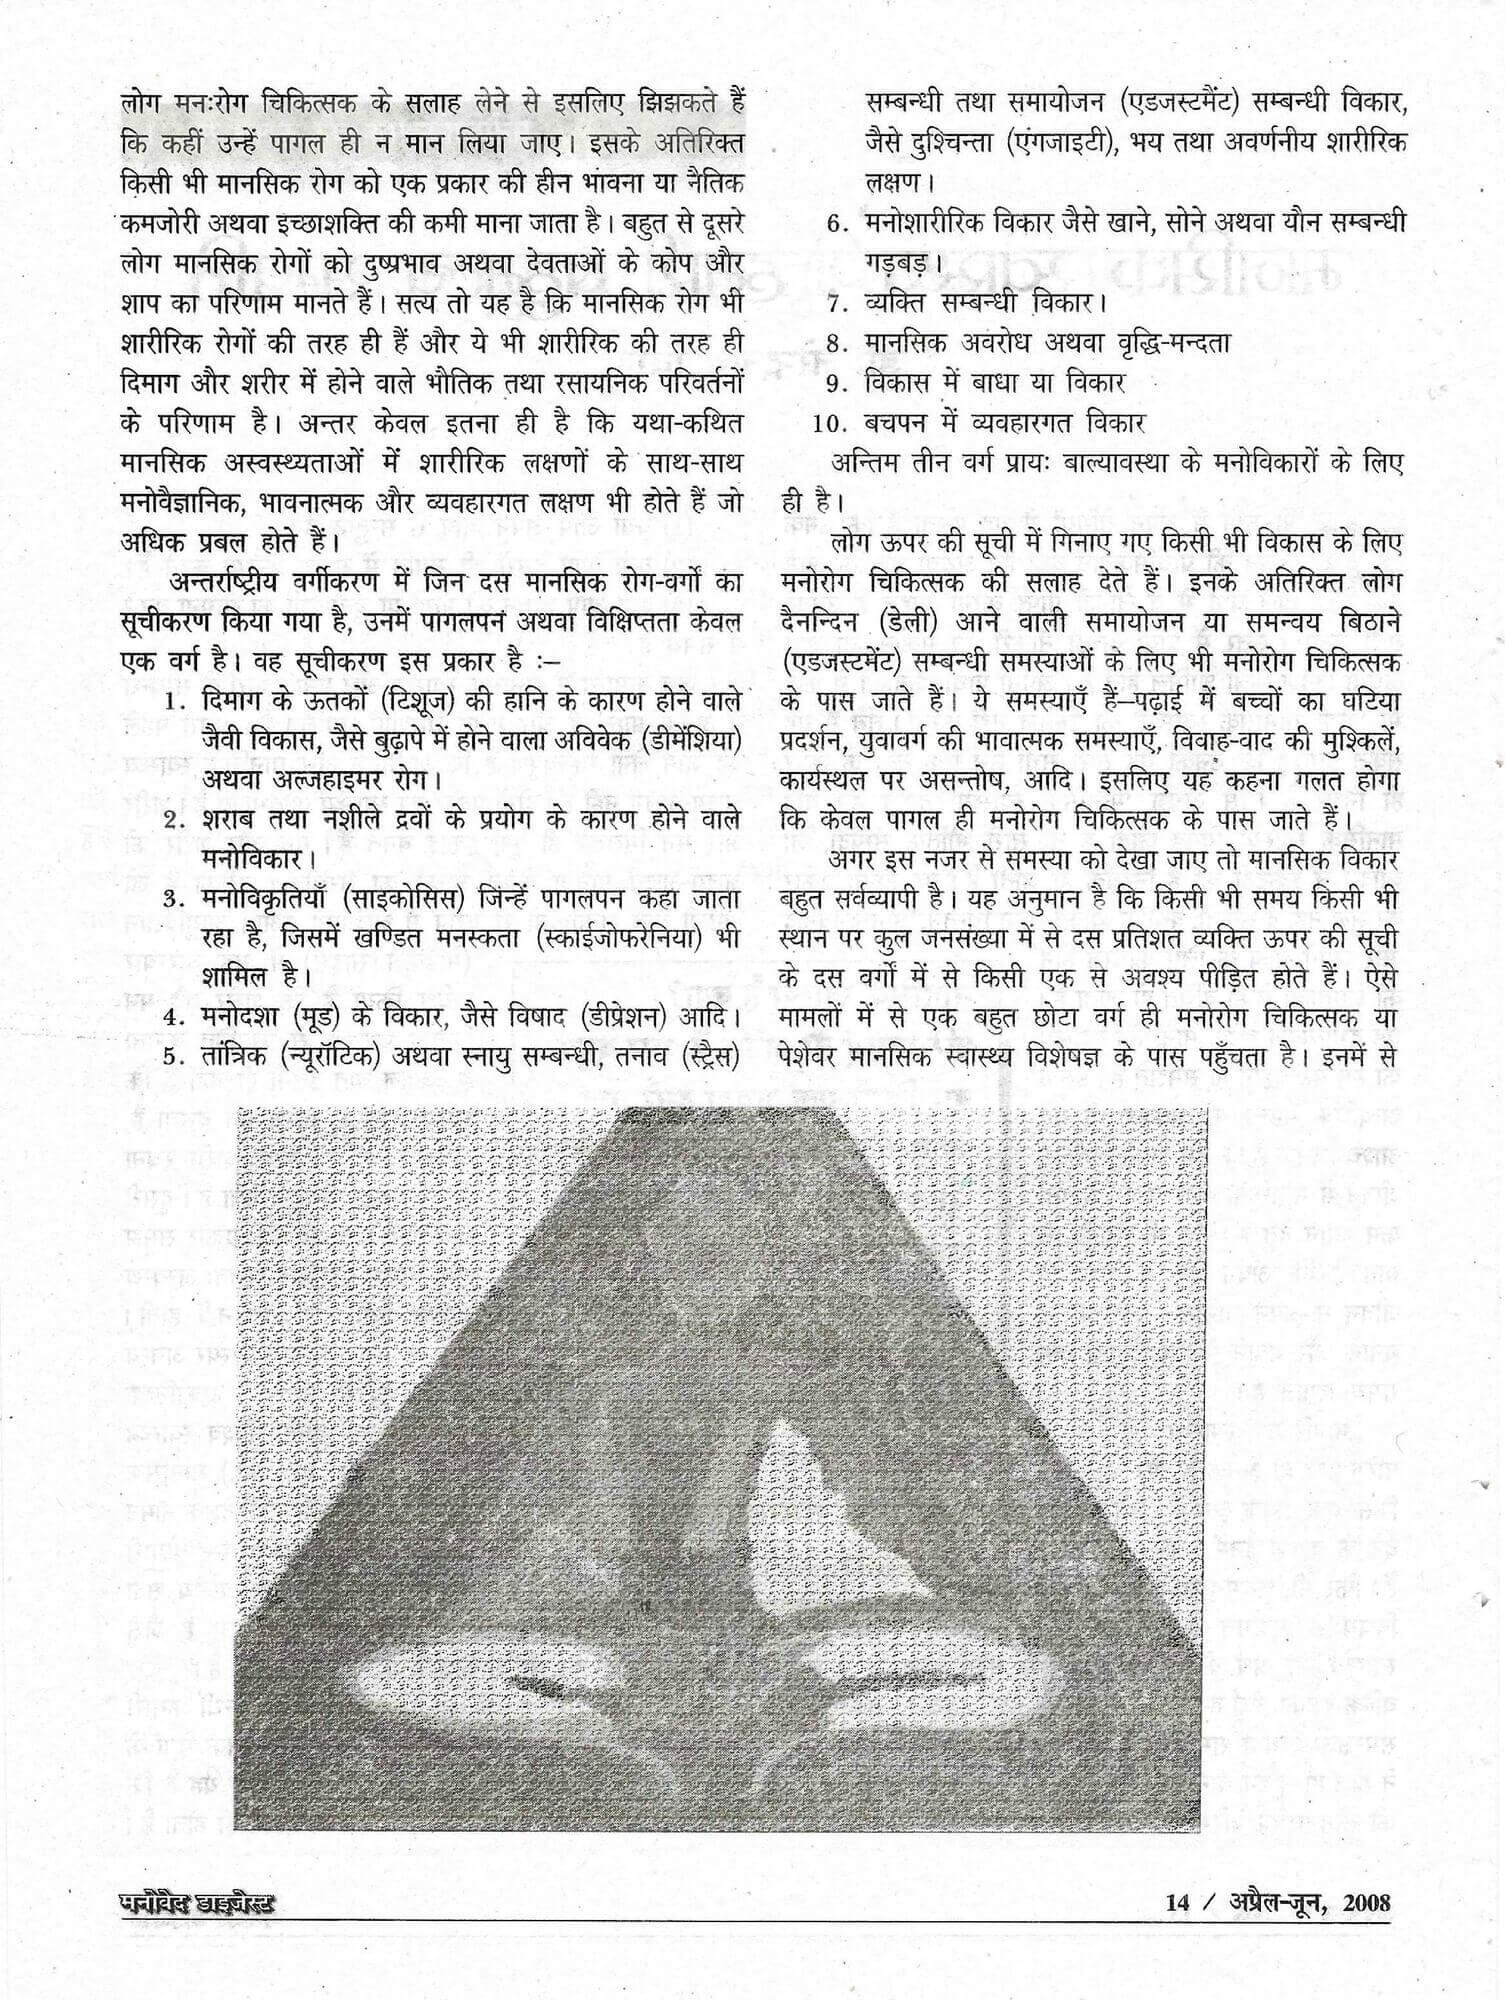 लोग मनःरोग चिकित्सक के सलाह लेने से इसलिए झिझकते हैं
कि कहीं उन्हें पागल ही न मान लिया जाए। इसके अतिरिक्त
किसी भी मानसिक रोग को एक प्रकार की हीन भावना या नैतिक
कमजोरी अथवा इच्छाशक्ति की कमी माना जाता है। बहुत से दूसरे
लोग मानसिक रोगों को दुष्प्रभाव अथवा देवताओं के कोप और
शाप का परिणाम मानते हैं। सत्य तो यह है कि मानसिक रोग भी
शारीरिक रोगों की तरह ही हैं और ये भी शारीरिक की तरह ही
दिमाग और शरीर में होने वाले भौतिक तथा रसायनिक परिवर्तनों
के परिणाम है। अन्तर केवल इतना ही है कि यथा-कथित
मानसिक अस्वस्थ्यताओं में शारीरिक लक्षणों के साथ-साथ
मनोवैज्ञानिक, भावनात्मक और व्यवहारगत लक्षण भी होते हैं जो
अधिक प्रबल होते हैं।
अन्तर्राष्ट्रीय वर्गीकरण में जिन दस मानसिक रोग-वर्गों का
सूचीकरण किया गया है, उनमें पागलपन अथवा विक्षिप्तता केवल
एक वर्ग है। वह सूचीकरण इस प्रकार है :–
1. दिमाग के ऊतकों (टिशूज) की हानि के कारण होने वाले
जैवी विकास, जैसे बुढ़ापे में होने वाला अविवेक (डीमेंशिया)
अथवा अल्जहाइमर रोग।
2. शराब तथा नशीले द्रवों के प्रयोग के कारण होने वाले
मनोविकार।
3. मनोविकृतियाँ (साइकोसिस) जिन्हें पागलपन कहा जाता
रहा है, जिसमें खण्डित मनस्कता (स्काईजोफरेनिया) भी
शामिल है।
4. मनोदशा (मूड) के विकार, जैसे विषाद (डीप्रेशन) आदि।
5. तांत्रिक (न्यूरॉटिक) अथवा स्नायु सम्बन्धी, तनाव (स्ट्रैस)
सम्बन्धी तथा समायोजन (एडजस्टमैंट) सम्बन्धी विकार,
जैसे दुश्चिन्ता (एंगजाइटी), भय तथा अवर्णनीय शारीरिक
लक्षण।
6. मनोशारीरिक विकार जैसे खाने, सोने अथवा यौन सम्बन्धी
गड़बड़।
7. व्यक्ति सम्बन्धी विकार।
8. मानसिक अवरोध अथवा वृद्धि-मन्दता
9. विकास में बाधा या विकार
10. बचपन में व्यवहारगत विकार
अन्तिम तीन वर्ग प्रायः बाल्यावस्था के मनोविकारों के लिए
ही है।
लोग ऊपर की सूची में गिनाए गए किसी भी विकास के लिए
मनोरोग चिकित्सक की सलाह देते हैं। इनके अतिरिक्त लोग
दैनन्दिन (डेली) आने वाली समायोजन या समन्वय बिठाने
(एडजस्टमेंट) सम्बन्धी समस्याओं के लिए भी मनोरोग चिकित्सक
के पास जाते हैं। ये समस्याएँ हैं–पढ़ाई में बच्चों का घटिया
प्रदर्शन, युवावर्ग की भावात्मक समस्याएँ, विवाह-वाद की मुश्किलें,
कार्यस्थल पर असन्तोष, आदि। इसलिए यह कहना गलत होगा
कि केवल पागल ही मनोरोग चिकित्सक के पास जाते हैं।
अगर इस नजर से समस्या को देखा जाए तो मानसिक विकार
बहुत सर्वव्यापी है। यह अनुमान है कि किसी भी समय किसी भी
स्थान पर कुल जनसंख्या में से दस प्रतिशत व्यक्ति ऊपर की सूची
के दस वर्गों में से किसी एक से अवश्य पीड़ित होते हैं। ऐसे
मामलों में से एक बहुत छोटा वर्ग ही मनोरोग चिकित्सक या
पेशेवर मानसिक स्वास्थ्य विशेषज्ञ के पास पहुँचता है। इनमें से
मनोवेद डाइजेस्ट
14 / अप्रैल-जून, 2008